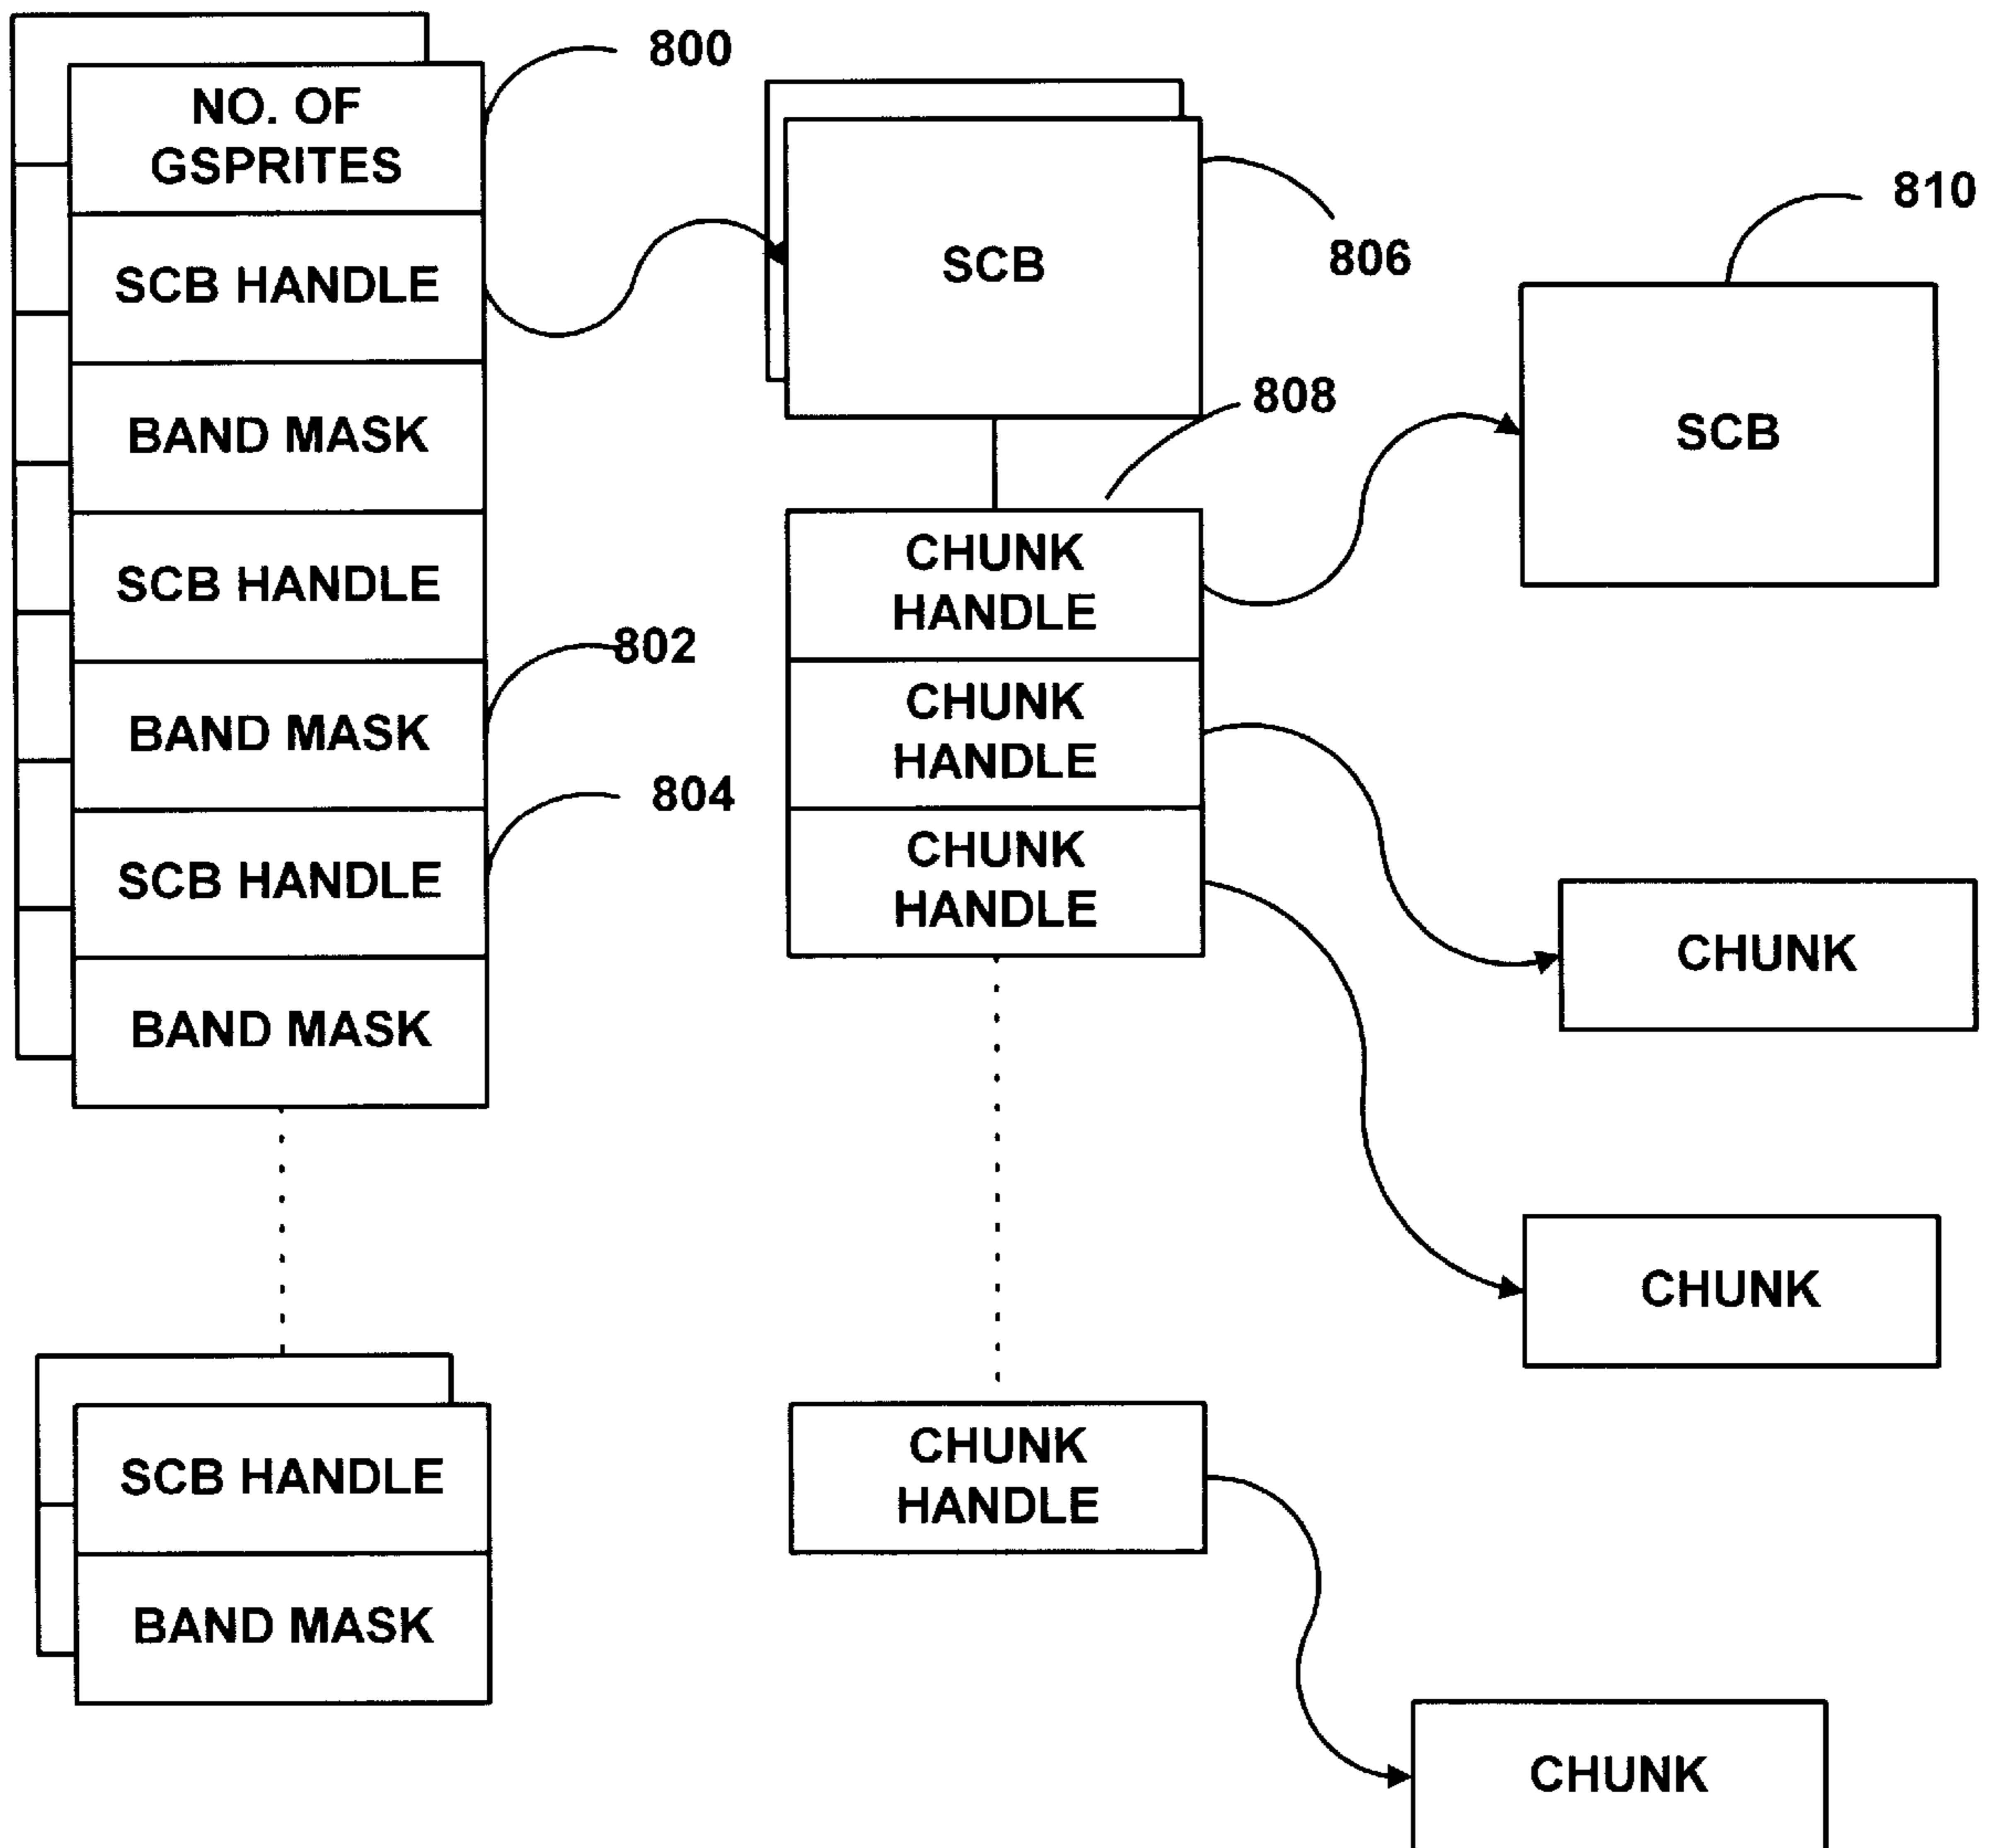 800
NO. OF
GSPRITES
SCB HANDLE
BAND MASK
SCB HANDLE
802
BAND MASK
804
SCB HANDLE
BAND MASK
SCB HANDLE
BAND MASK
SCB
806
808
CHUNK
HANDLE
CHUNK
HANDLE
CHUNK
HANDLE
CHUNK
HANDLE
810
SCB
CHUNK
CHUNK
CHUNK